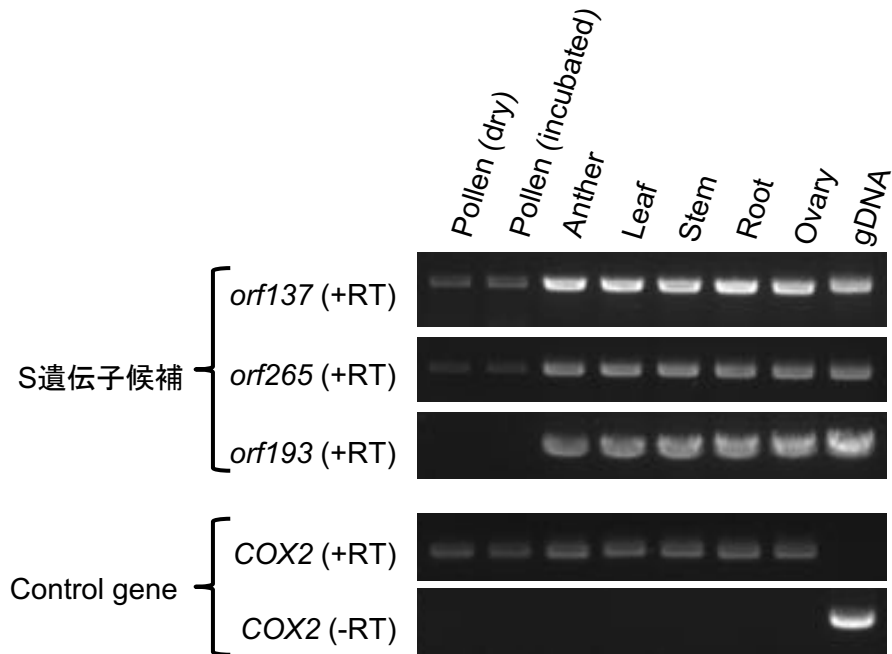 Pollen (dry)
Pollen (incubated)
Anther
Leaf
Stem
Root
Ovary
gDNA
S遺伝子候補
orf137 (+RT)
orf265 (+RT)
orf193 (+RT)
Control gene
COX2 (+RT)
COX2 (-RT)